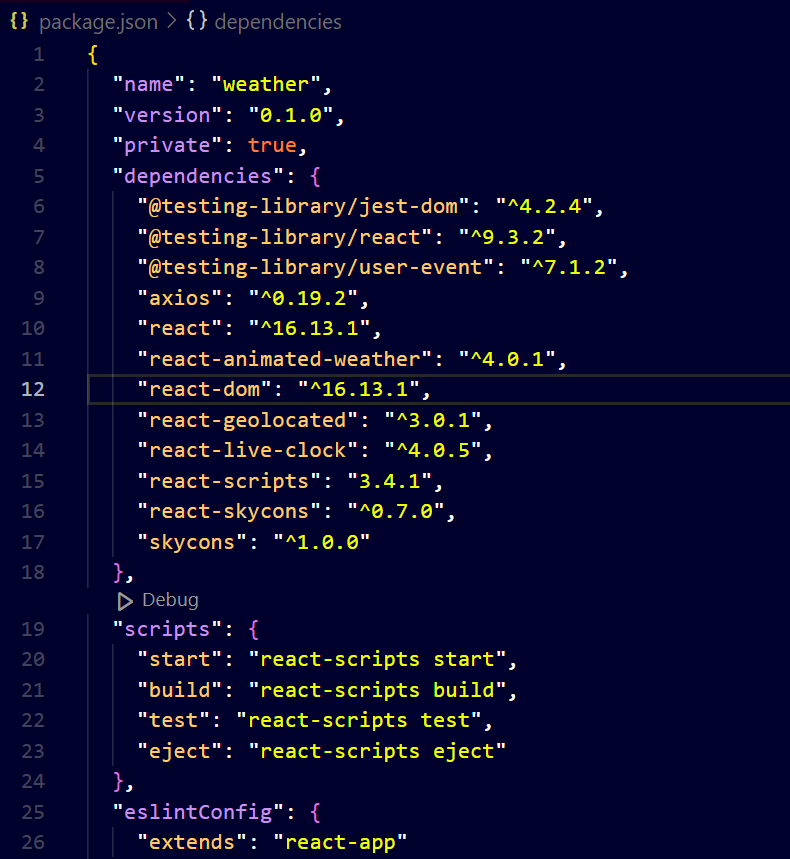 {} package.json > {} dependencies
1 {
2 "name": "weather",
3 "version": "0.1.0",
4 "private": true,
5 "dependencies": {
6 "@testing-library/jest-dom": "^4.2.4",
7 "@testing-library/react": "^9.3.2",
8 "@testing-library/user-event": "^7.1.2",
9 "axios": "^0.19.2",
10 "react": "^16.13.1",
11 "react-animated-weather": "^4.0.1",
12 "react-dom": "^16.13.1",
13 "react-geolocated": "^3.0.1",
14 "react-live-clock": "^4.0.5",
15 "react-scripts": "3.4.1",
16 "react-skycons": "^0.7.0",
17 "skycons": "^1.0.0"
18 },
Debug
19 "scripts": {
20 "start": "react-scripts start",
21 "build": "react-scripts build",
22 "test": "react-scripts test",
23 "eject": "react-scripts eject"
24 },
25 "eslintConfig": {
26 "extends": "react-app"